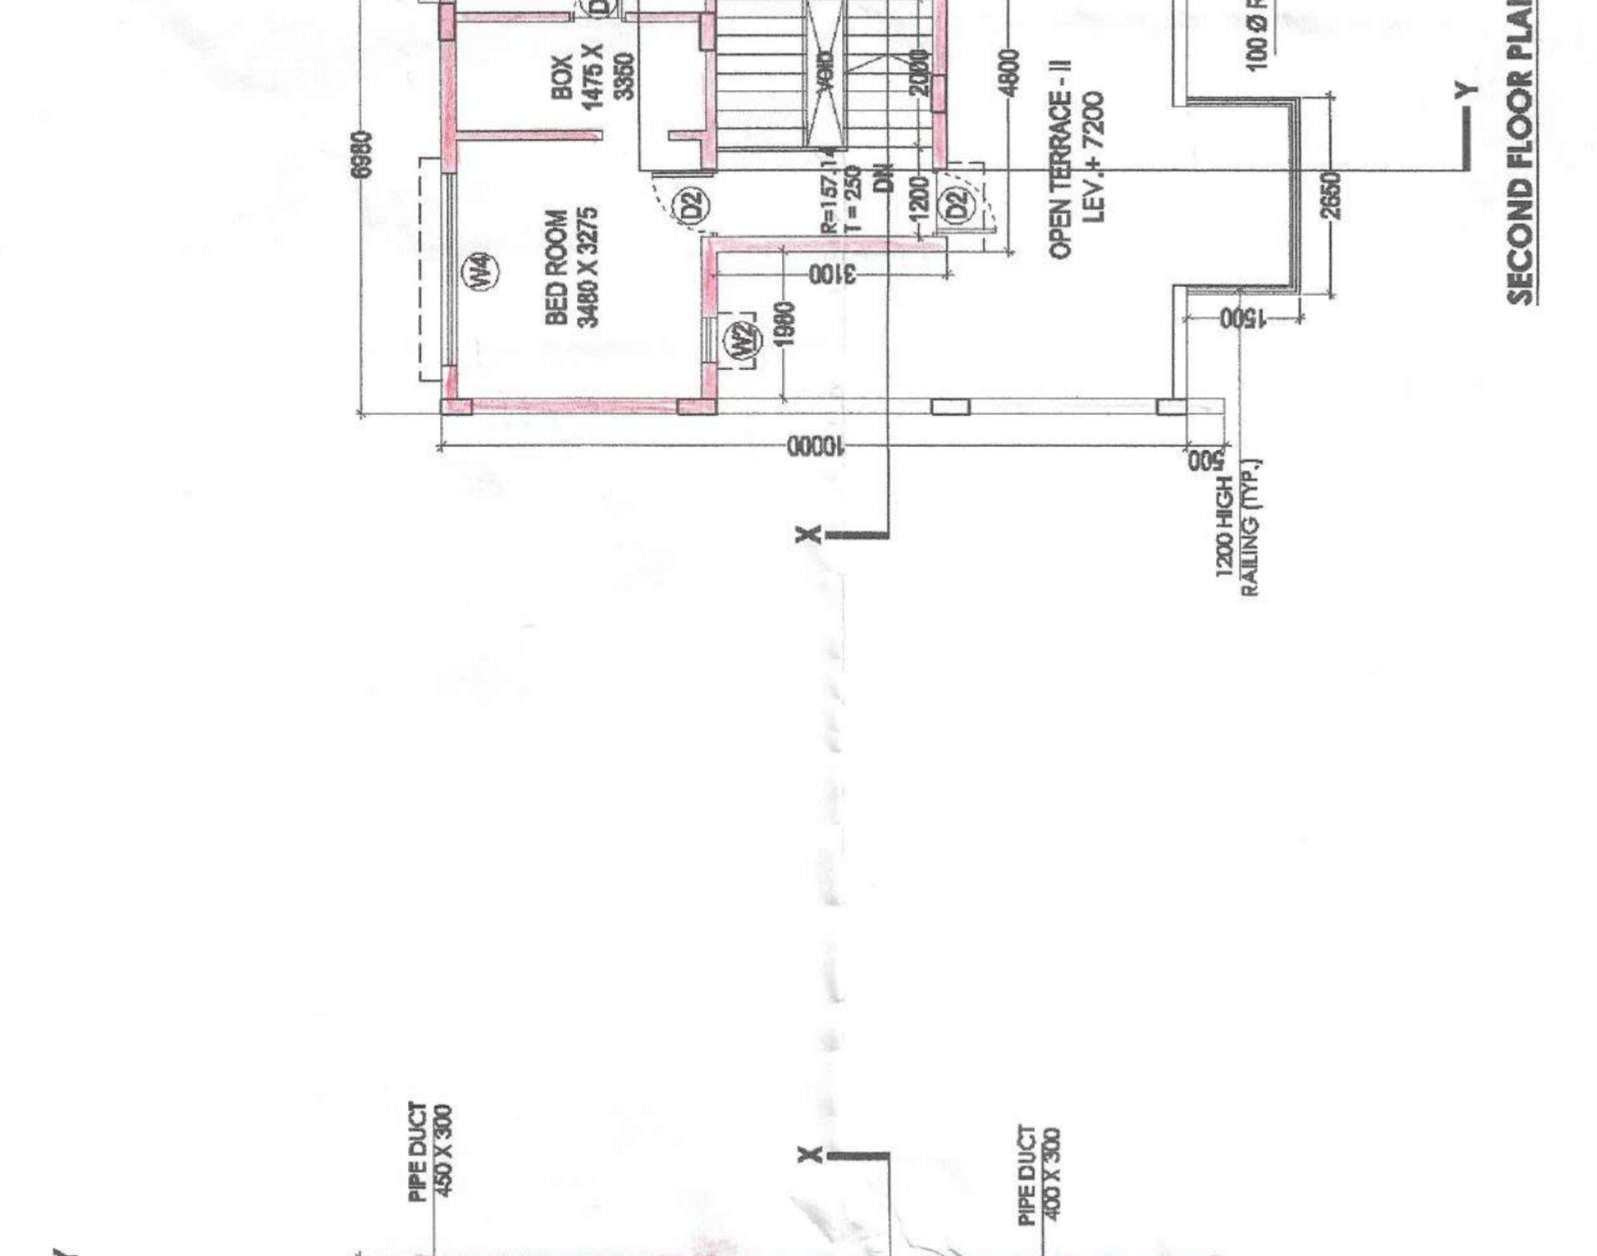 D
BOX
1475 X
3350
VOID
2000
4800
100 Ø
6980
BED ROOM
3480 X 3275
W4
D2
R=157.14
T = 250
DN
1200
D2
OPEN TERRACE - II
LEV.+ 7200
2650
Y
SECOND FLOOR PLAN
3100
W2
1980
1500
10000
500
1200 HIGH
RAILING (TYP.)
X
PIPE DUCT
450 X 300
X
PIPE DUCT
400 X 300
Y